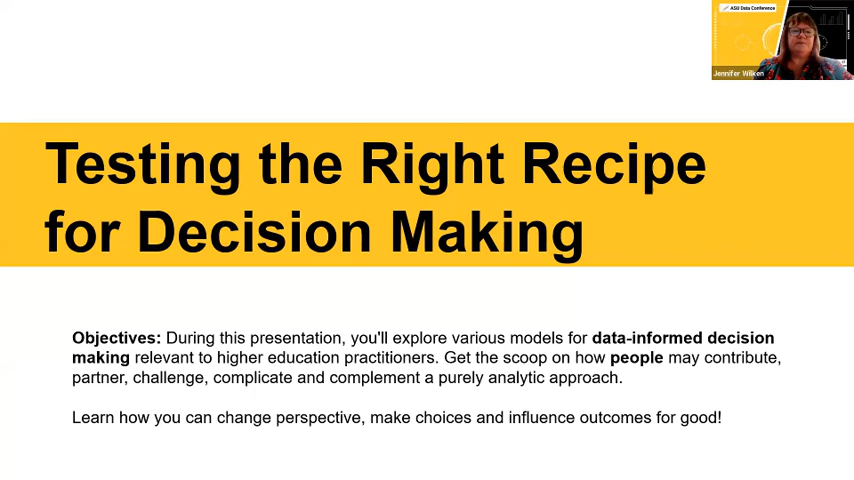 ASU Data Conference
Jennifer Wilken
Testing the Right Recipe
for Decision Making
Objectives: During this presentation, you'll explore various models for data-informed decision
making relevant to higher education practitioners. Get the scoop on how people may contribute,
partner, challenge, complicate and complement a purely analytic approach.
Learn how you can change perspective, make choices and influence outcomes for good!